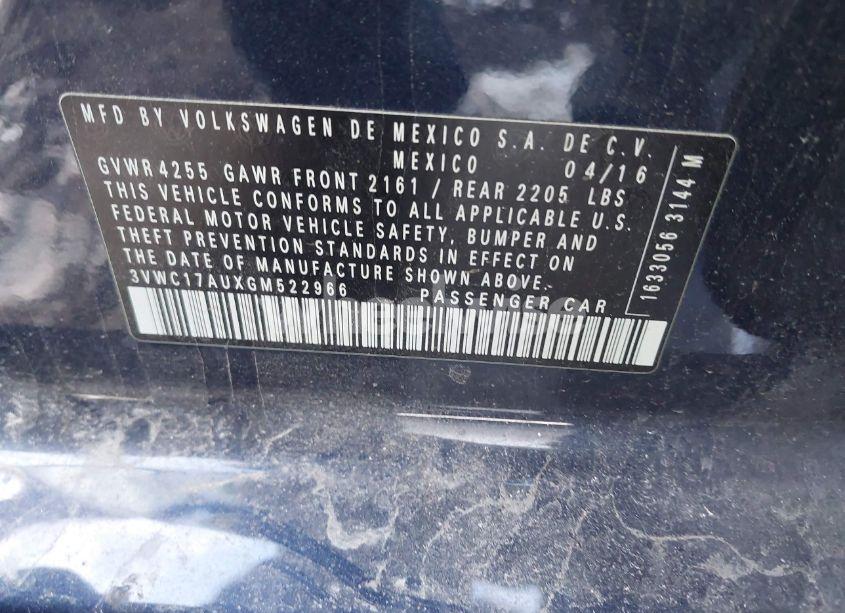 MFD BY VOLKSWAGEN DE MEXICO S.A. DE C.V.
MEXICO 04/16
GVWR 4255 GAWR FRONT 2161 / REAR 2205 LBS
THIS VEHICLE CONFORMS TO ALL APPLICABLE U.S.
FEDERAL MOTOR VEHICLE SAFETY, BUMPER AND
THEFT PREVENTION STANDARDS IN EFFECT ON
THE DATE OF MANUFACTURE SHOWN ABOVE.
3VWC17AUXGM522966 PASSENGER CAR
1633056 3144 M